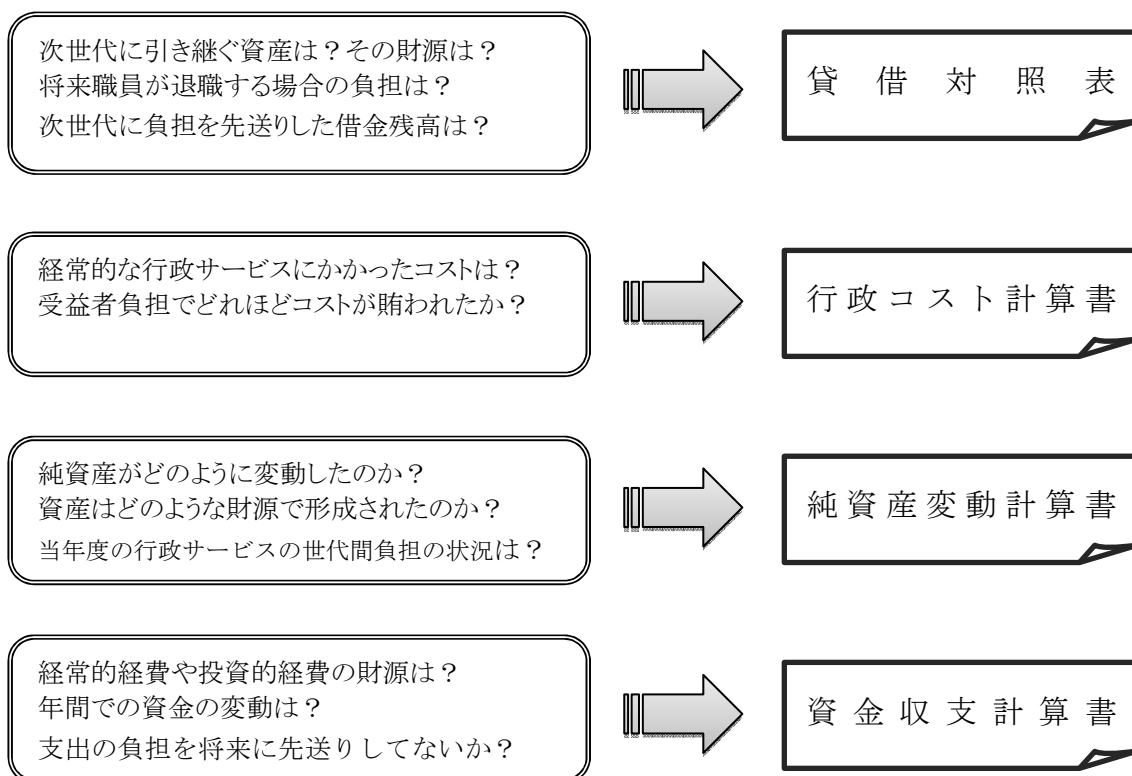 次世代に引き継ぐ資産は？その財源は？
将来職員が退職する場合の負担は？
次世代に負担を先送りした借金残高は？
貸借対照表
経常的な行政サービスにかかったコストは？
受益者負担でどれほどコストが賄われたか？
行政コスト計算書
純資産がどのように変動したのか？
資産はどのような財源で形成されたのか？
当年度の行政サービスの世代間負担の状況は？
純資産変動計算書
経常的経費や投資的経費の財源は？
年間での資金の変動は？
支出の負担を将来に先送りしてないか？
資金収支計算書